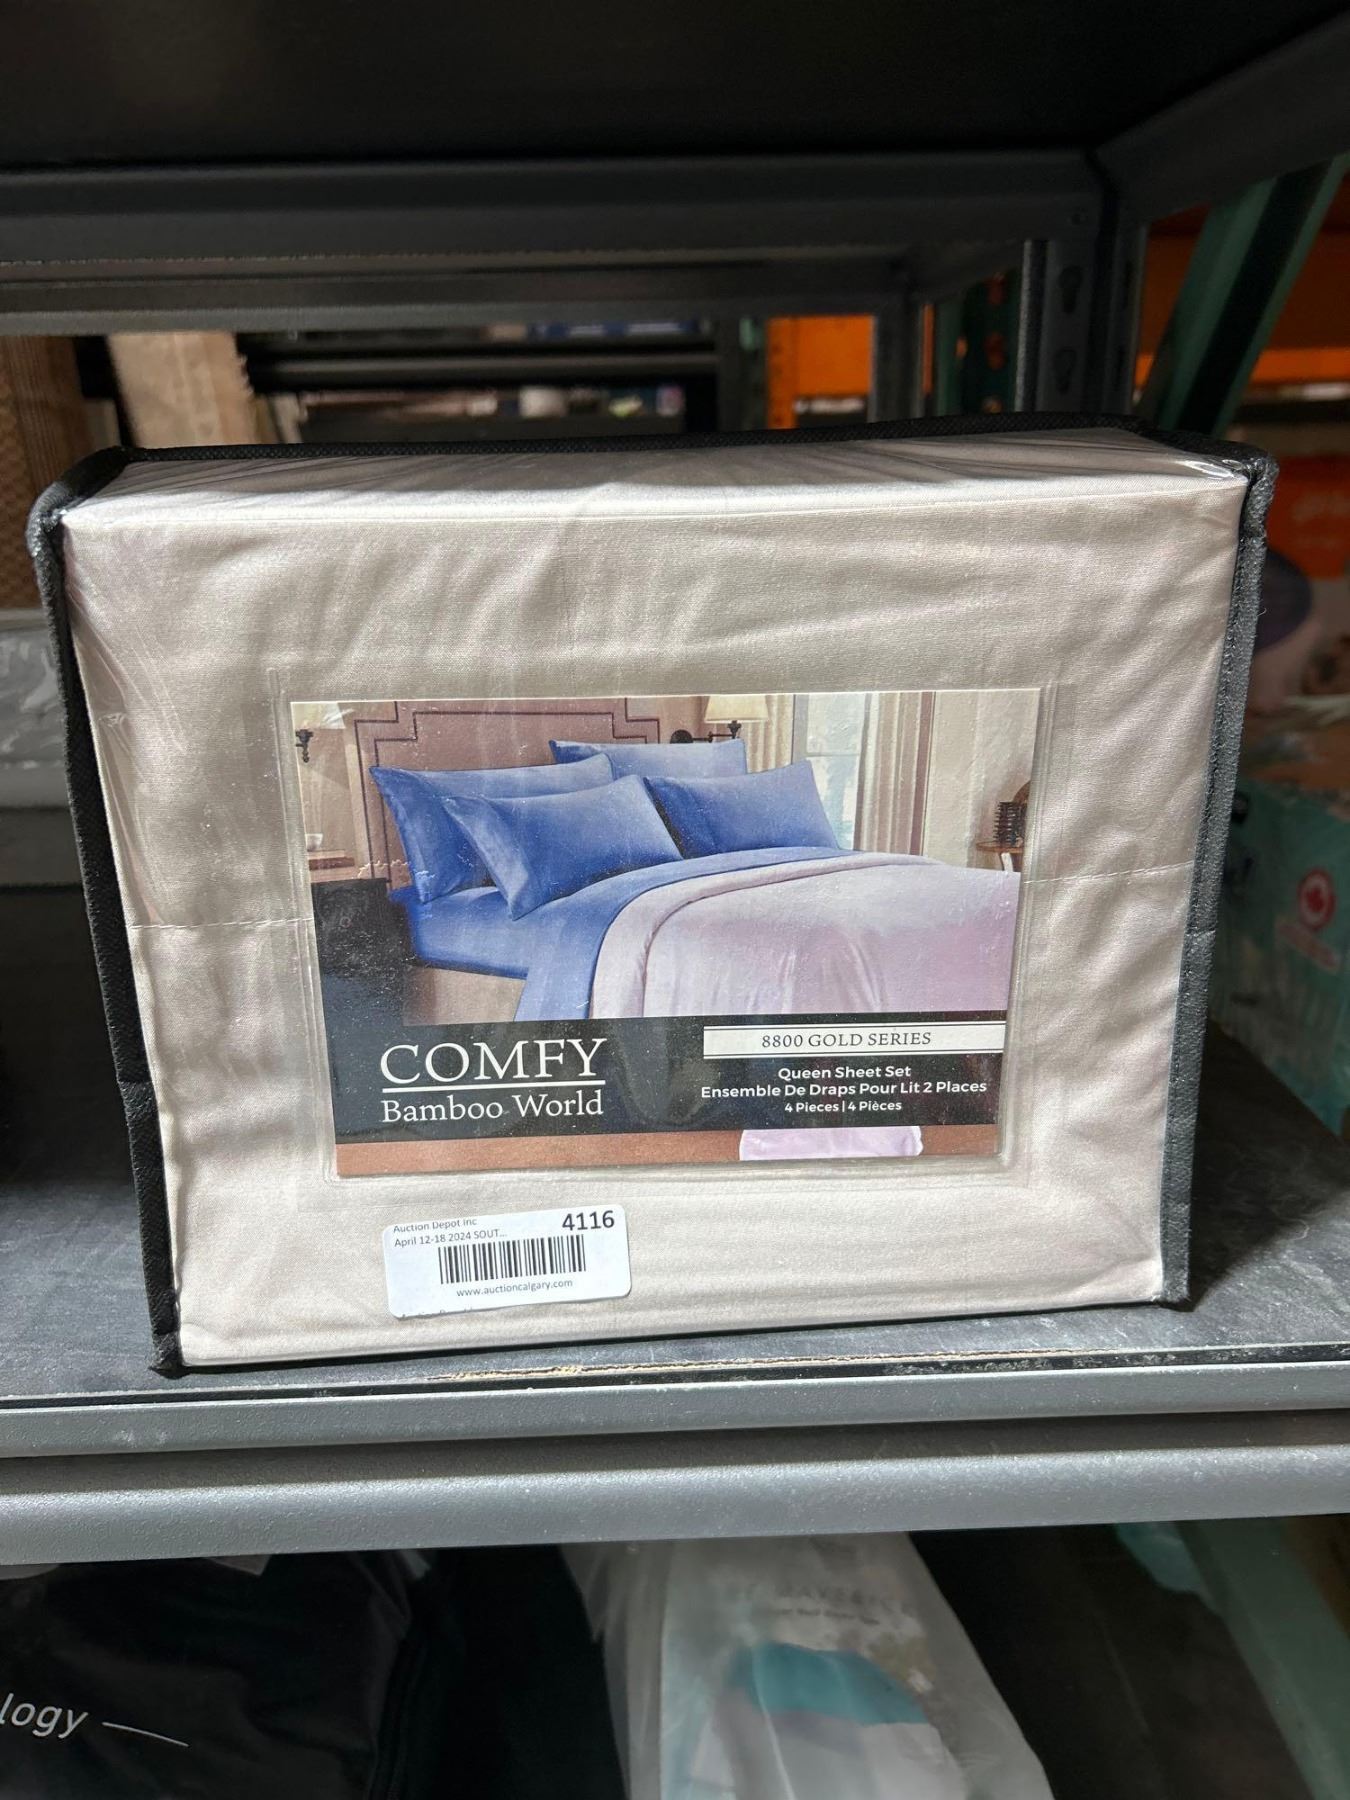 COMFY
Bamboo World
8800 GOLD SERIES
Queen Sheet Set
Ensemble De Draps Pour Lit 2 Places
4 Pieces | 4 Pièces
Auction Depot Inc
4116
April 12-18 2024 SOUT...
www.auctioncalgary.com
logy